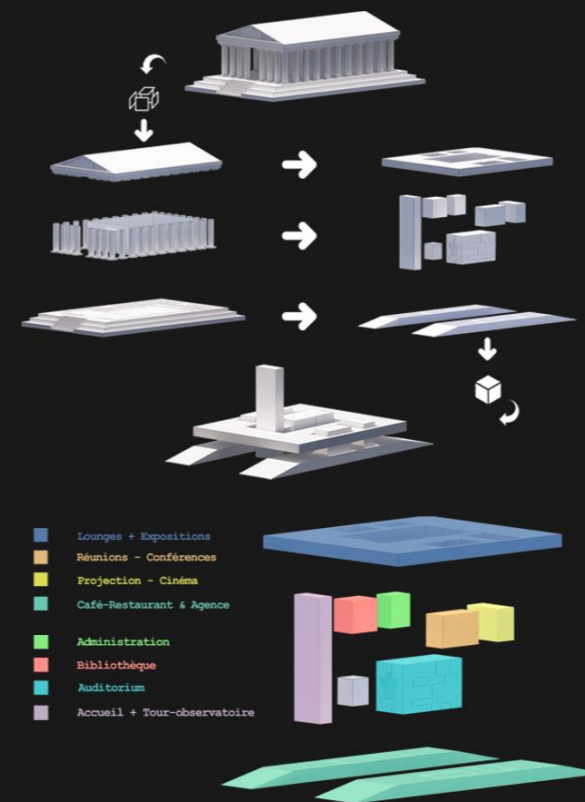 Lounges + Expositions
Réunions - Conférences
Projection - Cinéma
Café-Restaurant & Agence
Administration
Bibliothèque
Auditorium
Accueil + Tour-observatoire